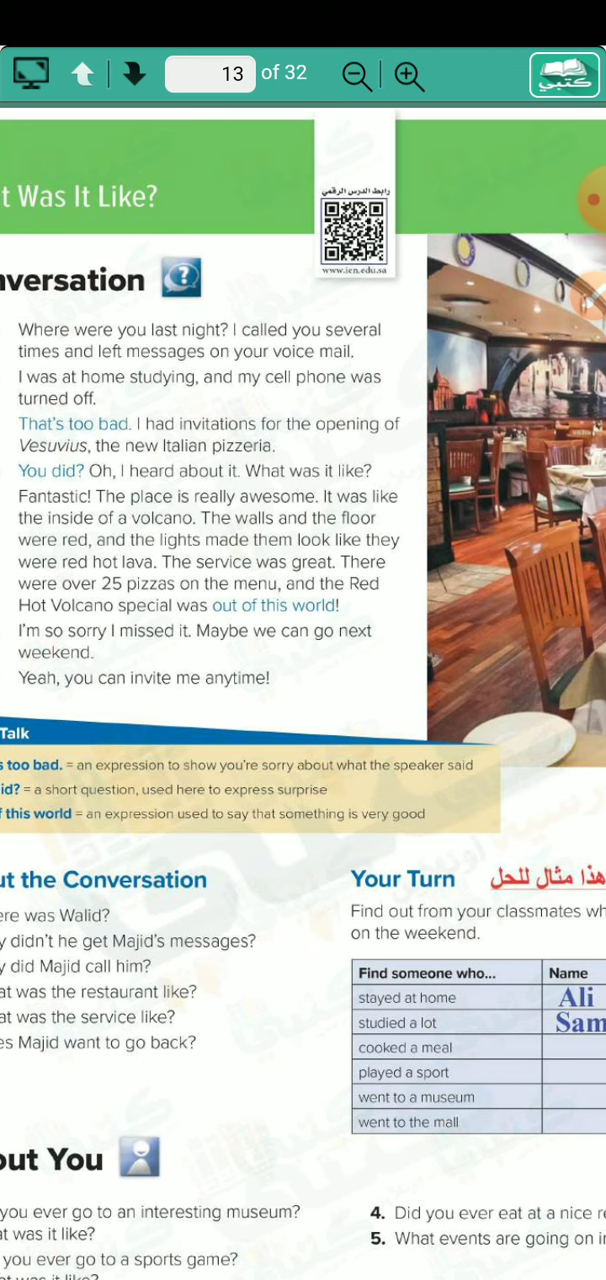 13 of 32
كتبي
t Was It Like?
رابط الدرس الرقمي
www.ien.edu.sa
nversation
Where were you last night? I called you several
times and left messages on your voice mail.
I was at home studying, and my cell phone was
turned off.
That's too bad. I had invitations for the opening of
Vesuvius, the new Italian pizzeria.
You did? Oh, I heard about it. What was it like?
Fantastic! The place is really awesome. It was like
the inside of a volcano. The walls and the floor
were red, and the lights made them look like they
were red hot lava. The service was great. There
were over 25 pizzas on the menu, and the Red
Hot Volcano special was out of this world!
I'm so sorry I missed it. Maybe we can go next
weekend.
Yeah, you can invite me anytime!
Talk
s too bad. = an expression to show you're sorry about what the speaker said
id? = a short question, used here to express surprise
f this world = an expression used to say that something is very good
ut the Conversation
ere was Walid?
y didn't he get Majid's messages?
y did Majid call him?
at was the restaurant like?
at was the service like?
es Majid want to go back?
Your Turn هذا مثال للحل
Find out from your classmates wh
on the weekend.
Find someone who... Name
stayed at home Ali
studied a lot Sam
cooked a meal
played a sport
went to a museum
went to the mall
out You
you ever go to an interesting museum?
at was it like?
you ever go to a sports game?
at was it like?
4. Did you ever eat at a nice re
5. What events are going on in